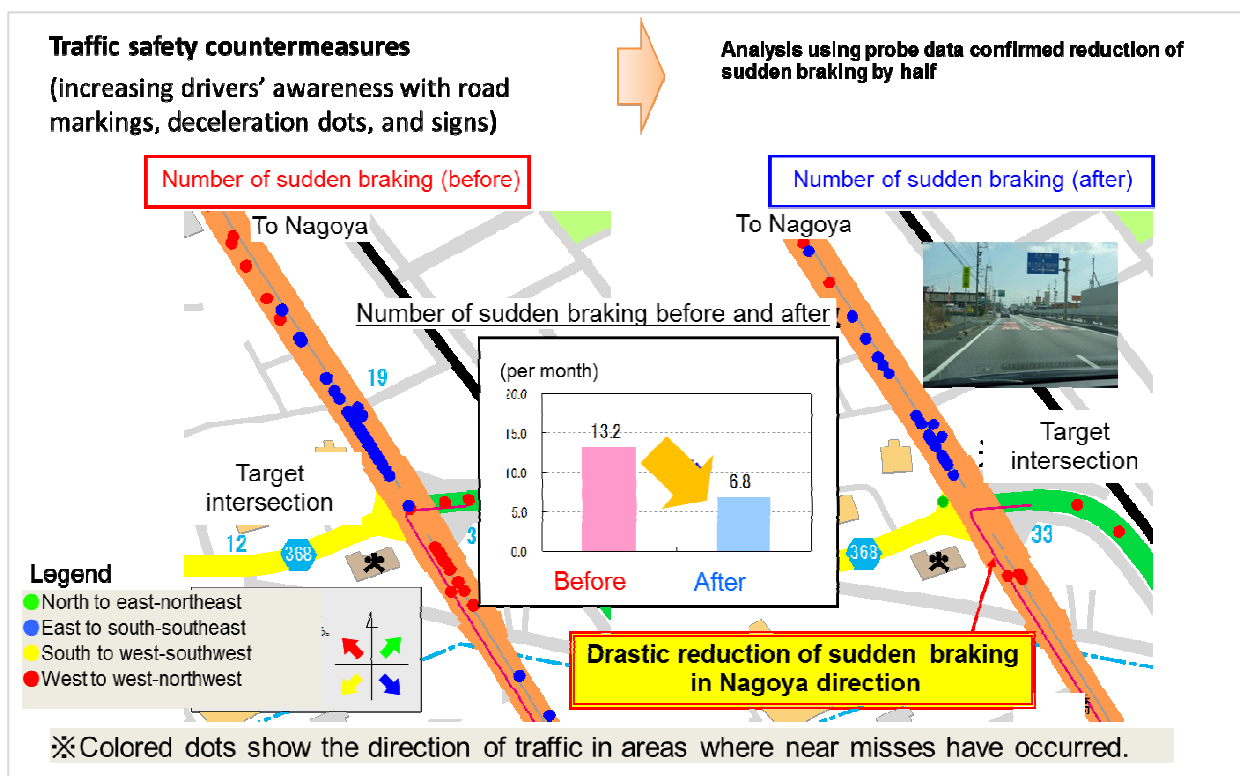 Traffic safety countermeasures
(increasing drivers' awareness with road
markings, deceleration dots, and signs)
Analysis using probe data confirmed reduction of
sudden braking by half
Number of sudden braking (before)
Number of sudden braking (after)
To Nagoya
To Nagoya
Number of sudden braking before and after
(per month)
20.0
15.0
10.0
5.0
0.0
13.2
6.8
Before
After
19
Target
intersection
Target
intersection
12
368
3
368
33
Legend
North to east-northeast
East to south-southeast
South to west-southwest
West to west-northwest
Drastic reduction of sudden braking
in Nagoya direction
※Colored dots show the direction of traffic in areas where near misses have occurred.